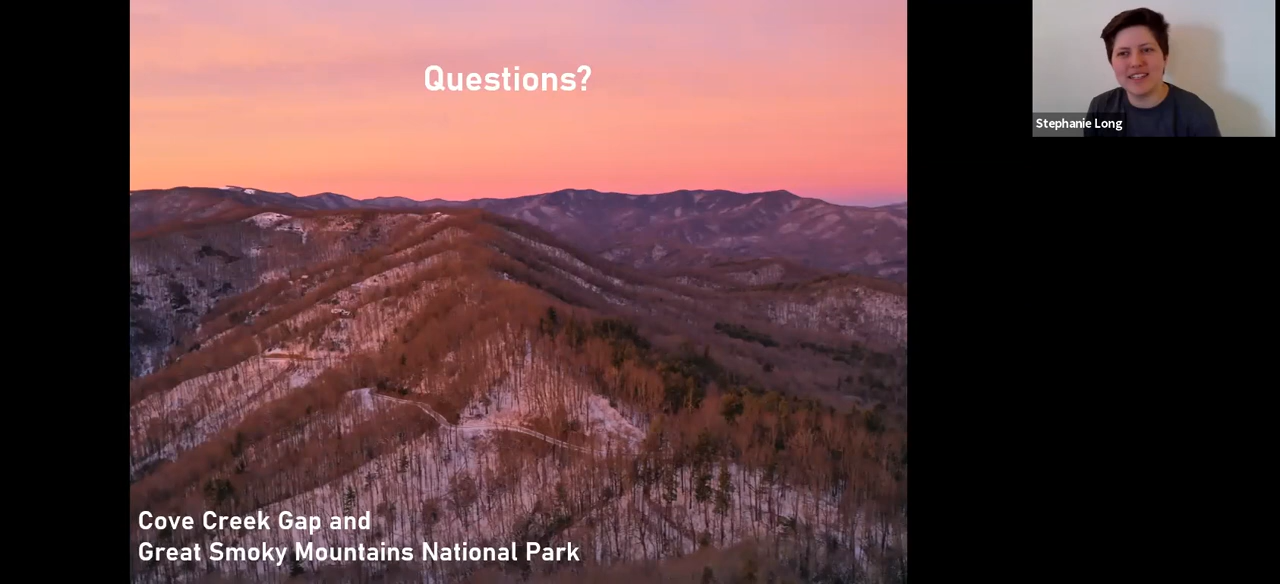 Questions?
Stephanie Long
Cove Creek Gap and
Great Smoky Mountains National Park